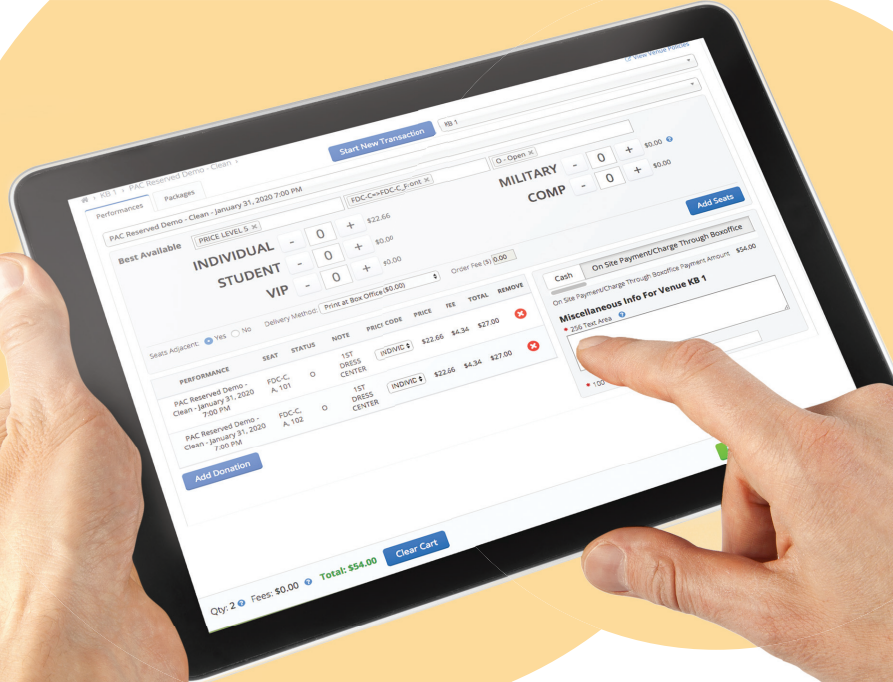 View Venue Policies
KB 1 › PAC Reserved Demo - Clean ›
Start New Transaction
KB 1
Performances Packages
PAC Reserved Demo - Clean - January 31, 2020 7:00 PM
Best Available
PRICE LEVEL 5 ×
FDC-C=>FDC-C_Front ×
O - Open ×
INDIVIDUAL - 0 + $22.66
STUDENT - 0 + $0.00
VIP - 0 + $0.00
MILITARY - 0 + $0.00
COMP - 0 + $0.00
Add Seats
Seats Adjacent: Yes No
Delivery Method: Print at Box Office ($0.00)
Order Fee ($) 0.00
PERFORMANCE SEAT STATUS NOTE PRICE CODE PRICE FEE TOTAL REMOVE
PAC Reserved Demo -
Clean - January 31, 2020
7:00 PM
FDC-C,
A, 101
O
1ST
DRESS
CENTER
INDIVIC
$22.66 $4.34 $27.00
PAC Reserved Demo -
Clean - January 31, 2020
7:00 PM
FDC-C,
A, 102
O
1ST
DRESS
CENTER
INDIVIC
$22.66 $4.34 $27.00
Add Donation
Cash On Site Payment/Charge Through Boxoffice
On Site Payment/Charge Through Boxoffice Payment Amount $54.00
Miscellaneous Info For Venue KB 1
* 256 Text Area
* 100
Qty: 2 Fees: $0.00 Total: $54.00 Clear Cart